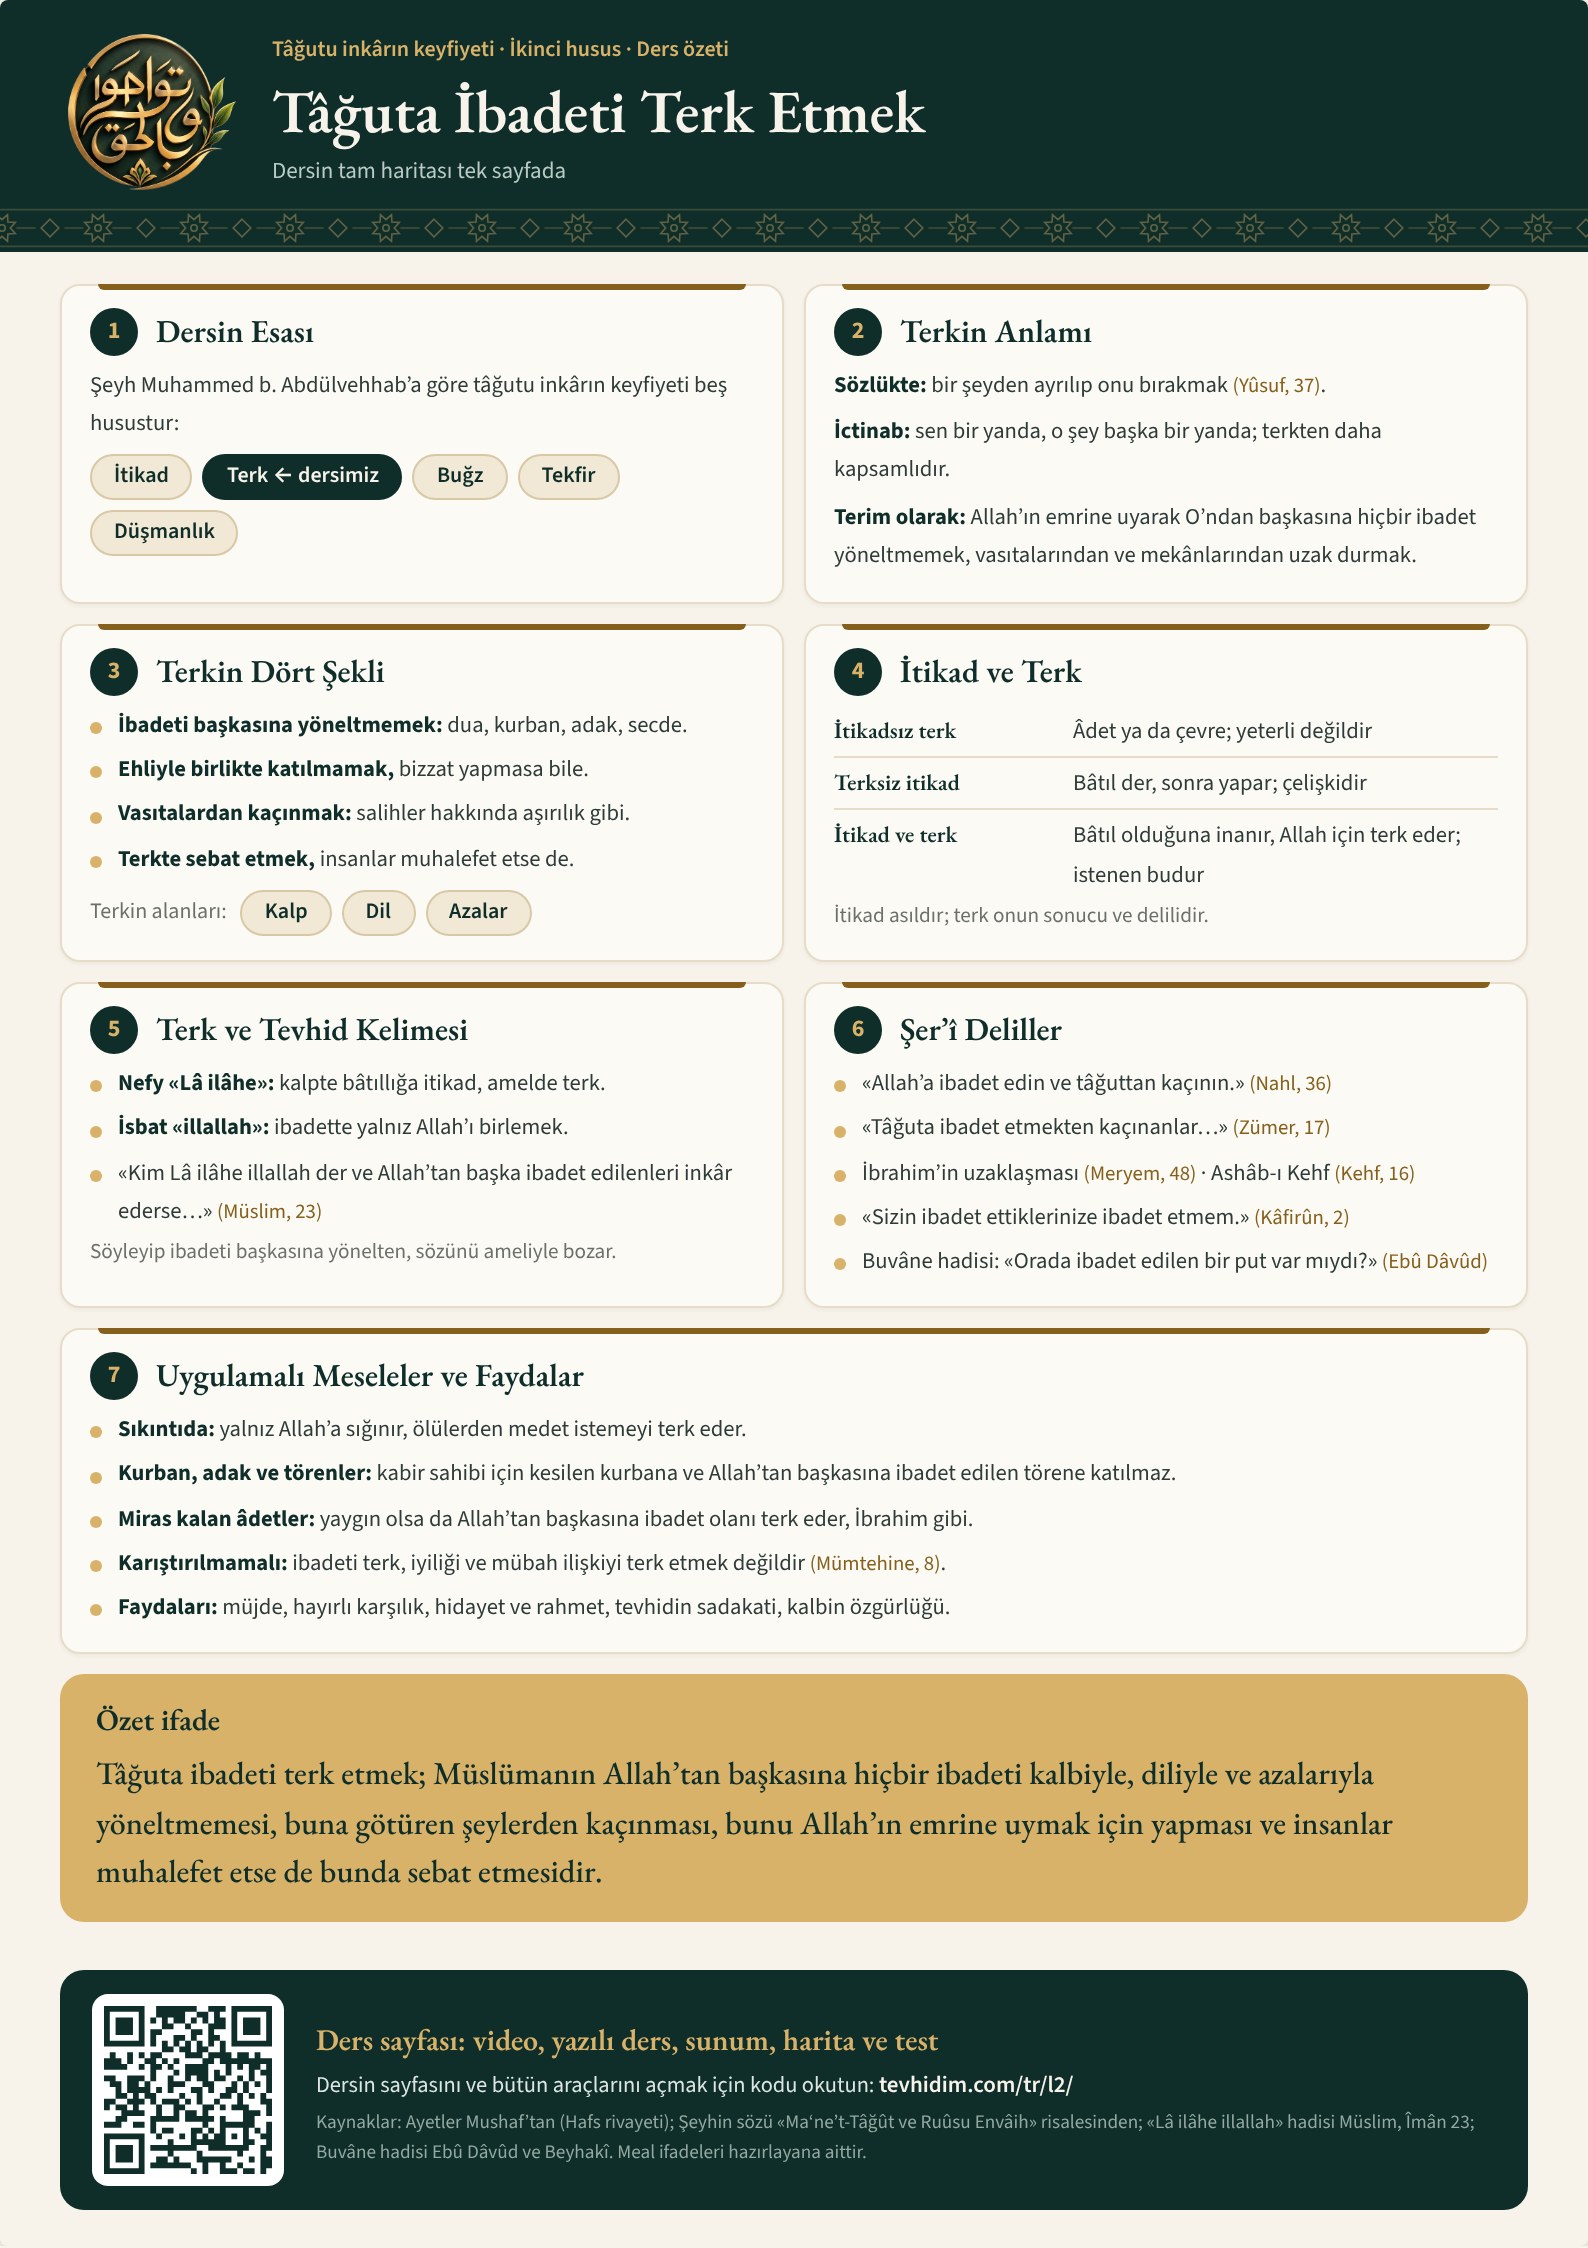 وتواصوا بالحق
Tâğutu inkârın keyfiyeti · İkinci husus · Ders özeti
Tâğuta İbadeti Terk Etmek
Dersin tam haritası tek sayfada
1 Dersin Esası
Şeyh Muhammed b. Abdülvehhab’a göre tâğutu inkârın keyfiyeti beş
husustur:
İtikad
Terk ← dersimiz
Buğz
Tekfir
Düşmanlık
2 Terkin Anlamı
Sözlükte: bir şeyden ayrılıp onu bırakmak (Yûsuf, 37).
İctinab: sen bir yanda, o şey başka bir yanda; terkten daha
kapsamlıdır.
Terim olarak: Allah’ın emrine uyarak O’ndan başkasına hiçbir ibadet
yöneltmemek, vasıtalarından ve mekânlarından uzak durmak.
3 Terkin Dört Şekli
İbadeti başkasına yöneltmemek: dua, kurban, adak, secde.
Ehliyle birlikte katılmamak, bizzat yapmasa bile.
Vasıtalardan kaçınmak: salihler hakkında aşırılık gibi.
Terkte sebat etmek, insanlar muhalefet etse de.
Terkin alanları: Kalp Dil Azalar
4 İtikad ve Terk
İtikadsız terk Âdet ya da çevre; yeterli değildir
Terksiz itikad Bâtıl der, sonra yapar; çelişkidir
İtikad ve terk Bâtıl olduğuna inanır, Allah için terk eder;
istenen budur
İtikad asıldır; terk onun sonucu ve delilidir.
5 Terk ve Tevhid Kelimesi
Nefy «Lâ ilâhe»: kalpte bâtıllığa itikad, amelde terk.
İsbat «illallah»: ibadette yalnız Allah’ı birlemek.
«Kim Lâ ilâhe illallah der ve Allah’tan başka ibadet edilenleri inkâr
ederse…» (Müslim, 23)
Söyleyip ibadeti başkasına yönelten, sözünü ameliyle bozar.
6 Şer’î Deliller
«Allah’a ibadet edin ve tâğuttan kaçının.» (Nahl, 36)
«Tâğuta ibadet etmekten kaçınanlar…» (Zümer, 17)
İbrahim’in uzaklaşması (Meryem, 48) · Ashâb-ı Kehf (Kehf, 16)
«Sizin ibadet ettiklerinize ibadet etmem.» (Kâfirûn, 2)
Buvâne hadisi: «Orada ibadet edilen bir put var mıydı?» (Ebû Dâvûd)
7 Uygulamalı Meseleler ve Faydalar
Sıkıntıda: yalnız Allah’a sığınır, ölülerden medet istemeyi terk eder.
Kurban, adak ve törenler: kabir sahibi için kesilen kurbana ve Allah’tan başkasına ibadet edilen törene katılmaz.
Miras kalan âdetler: yaygın olsa da Allah’tan başkasına ibadet olanı terk eder, İbrahim gibi.
Karıştırılmamalı: ibadeti terk, iyiliği ve mübah ilişkiyi terk etmek değildir (Mümtehine, 8).
Faydaları: müjde, hayırlı karşılık, hidayet ve rahmet, tevhidin sadakati, kalbin özgürlüğü.
Özet ifade
Tâğuta ibadeti terk etmek; Müslümanın Allah’tan başkasına hiçbir ibadeti kalbiyle, diliyle ve azalarıyla
yöneltmemesi, buna götüren şeylerden kaçınması, bunu Allah’ın emrine uymak için yapması ve insanlar
muhalefet etse de bunda sebat etmesidir.
Ders sayfası: video, yazılı ders, sunum, harita ve test
Dersin sayfasını ve bütün araçlarını açmak için kodu okutun: tevhidim.com/tr/l2/
Kaynaklar: Ayetler Mushaf’tan (Hafs rivayeti); Şeyhin sözü «Ma‘ne’t-Tâğût ve Ruûsu Envâih» risalesinden; «Lâ ilâhe illallah» hadisi Müslim, Îmân 23;
Buvâne hadisi Ebû Dâvûd ve Beyhakî. Meal ifadeleri hazırlayana aittir.